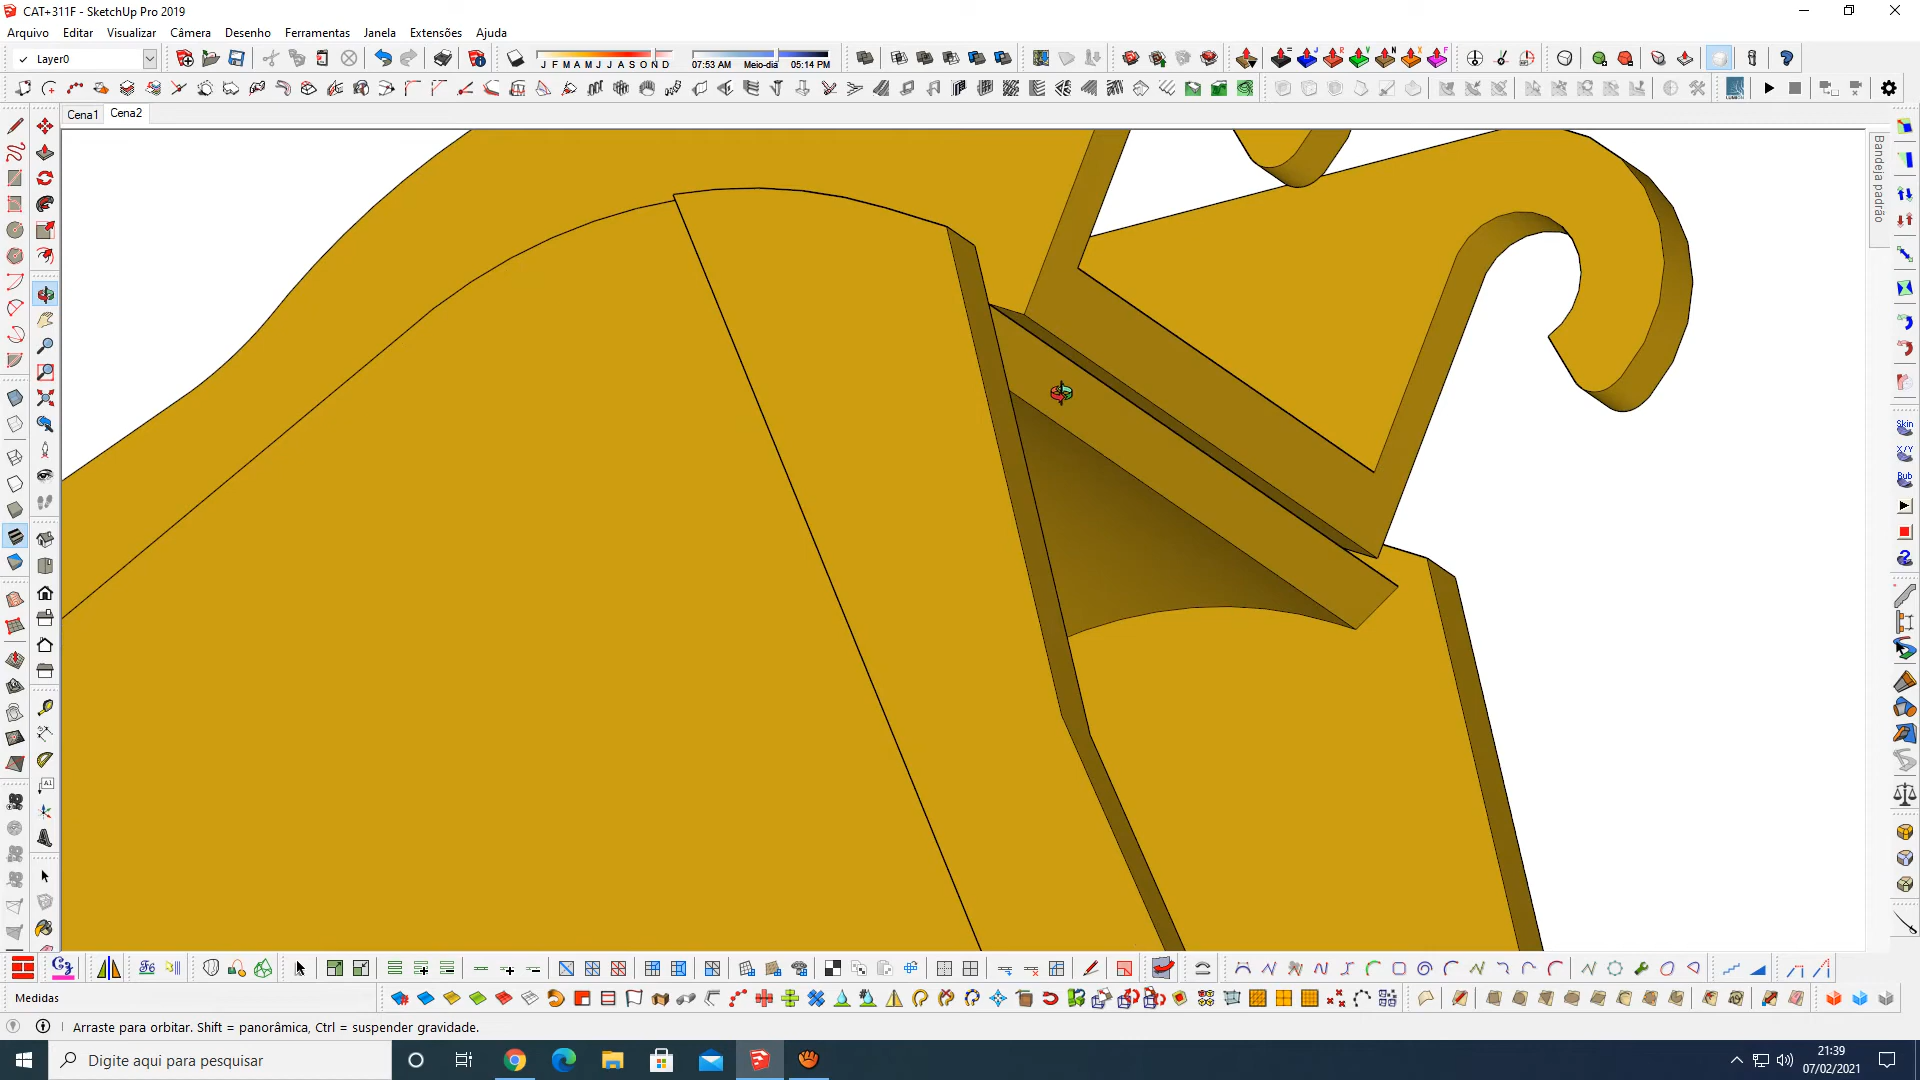 CAT+311F - SketchUp Pro 2019
Arquivo Editar Visualizar Câmera Desenho Ferramentas Janela Extensões Ajuda
Layer0
J F M A M J J A S O N D
07:53 AM Meio-dia 05:14 PM
Cena1 Cena2
Bandeja padrão
Skin
X/Y
Bub
Medidas
Arraste para orbitar. Shift = panorâmica, Ctrl = suspender gravidade.
Digite aqui para pesquisar
21:39
07/02/2021